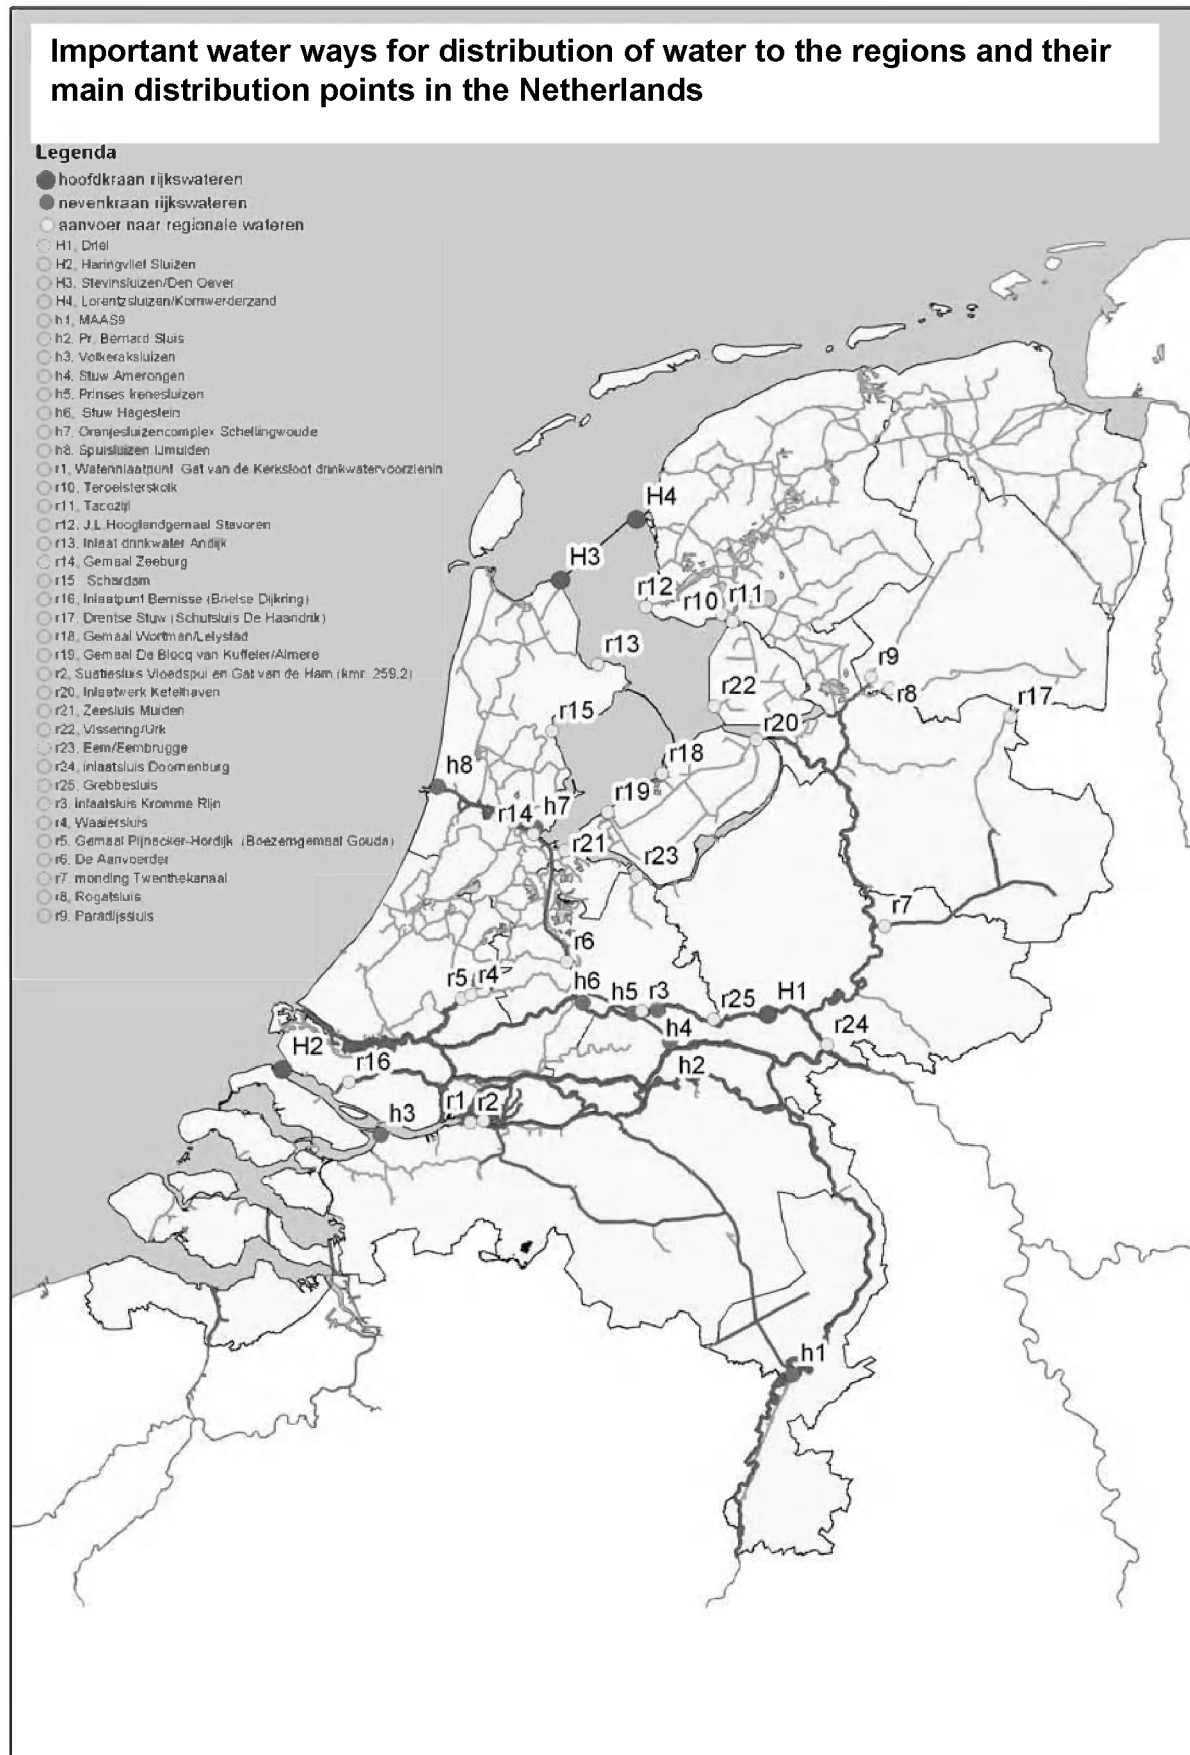 Important water ways for distribution of water to the regions and their
main distribution points in the Netherlands
Legenda
hoofdkraan rijkswateren
nevenkraan rijkswateren
aanvoer naar regionale wateren
H1, Driel
H2, Haringvliet Sluizen
H3, Stevinsluizen/Den Oever
H4, Lorentzsluizen/Kornwerderzand
h1, MAAS9
h2, Pr. Bernard Sluis
h3, Volkeraksluizen
h4, Stuw Amerongen
h5, Prinses Irenesluizen
h6, Stuw Hagestein
h7, Oranjesluizencomplex Schellingwoude
h8, Spuisluizen IJmuiden
r1, Waterinlaatpunt Gat van de Kerksloot drinkwatervoorzienin
r10, Teroelsterkolk
r11, Tacozijl
r12, J.L.Hooglandgemaal Stavoren
r13, Inlaat drinkwater Andijk
r14, Gemaal Zeeburg
r15, Schardam
r16, Inlaatpunt Bernisse (Brielse Dijkring)
r17, Drentse Stuw (Schutsluis De Haandrik)
r18, Gemaal Wortman/Lelystad
r19, Gemaal De Blocq van Kuffeler/Almere
r2, Suatiesluis Vloedspui en Gat van de Ham (kmr. 259.2)
r20, Inlaatwerk Ketelhaven
r21, Zeesluis Muiden
r22, Vissering/Urk
r23, Eem/Eembrugge
r24, inlaatsluis Doornenburg
r25, Grebbesluis
r3, Inlaatsluis Kromme Rijn
r4, Waaiersluis
r5, Gemaal Pijnacker-Hordijk (Boezemgemaal Gouda)
r6, De Aanvoerder
r7, monding Twenthekanaal
r8, Rogatsluis
r9, Paradijssluis
H4
H3
r12
r10
r11
r13
r9
r8
r22
r17
r15
r20
r18
h8
r19
r14
h7
r21
r23
r7
r6
r5
r4
h6
h5
r3
r25
H1
h4
r24
H2
r16
h2
r1
r2
h3
h1